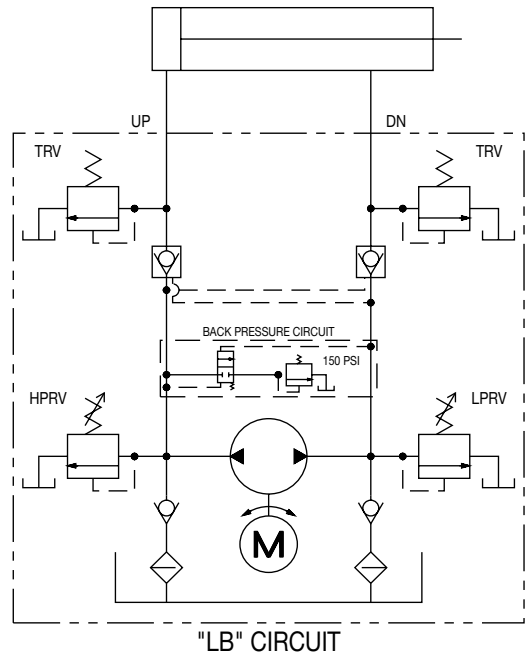 UP DN
TRV TRV
BACK PRESSURE CIRCUIT
150 PSI
HPRV LPRV
M
"LB" CIRCUIT